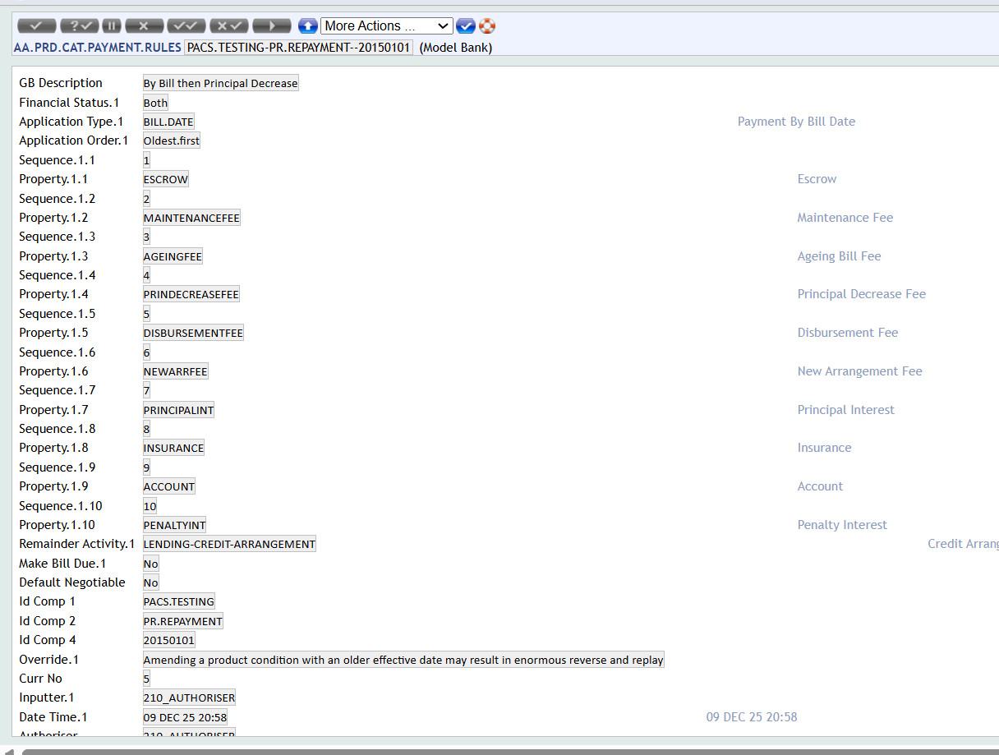 More Actions ...
AA.PRD.CAT.PAYMENT.RULES PACS.TESTING-PR.REPAYMENT--20150101 (Model Bank)
GB Description By Bill then Principal Decrease
Financial Status.1 Both
Application Type.1 BILL.DATE Payment By Bill Date
Application Order.1 Oldest.first
Sequence.1.1 1
Property.1.1 ESCROW Escrow
Sequence.1.2 2
Property.1.2 MAINTENANCEFEE Maintenance Fee
Sequence.1.3 3
Property.1.3 AGEINGFEE Ageing Bill Fee
Sequence.1.4 4
Property.1.4 PRINDECREASEFEE Principal Decrease Fee
Sequence.1.5 5
Property.1.5 DISBURSEMENTFEE Disbursement Fee
Sequence.1.6 6
Property.1.6 NEWARRFEE New Arrangement Fee
Sequence.1.7 7
Property.1.7 PRINCIPALINT Principal Interest
Sequence.1.8 8
Property.1.8 INSURANCE Insurance
Sequence.1.9 9
Property.1.9 ACCOUNT Account
Sequence.1.10 10
Property.1.10 PENALTYINT Penalty Interest
Remainder Activity.1 LENDING-CREDIT-ARRANGEMENT Credit Arrang
Make Bill Due.1 No
Default Negotiable No
Id Comp 1 PACS.TESTING
Id Comp 2 PR.REPAYMENT
Id Comp 4 20150101
Override.1 Amending a product condition with an older effective date may result in enormous reverse and replay
Curr No 5
Inputter.1 210_AUTHORISER
Date Time.1 09 DEC 25 20:58 09 DEC 25 20:58
Authoriser 210_AUTHORISER